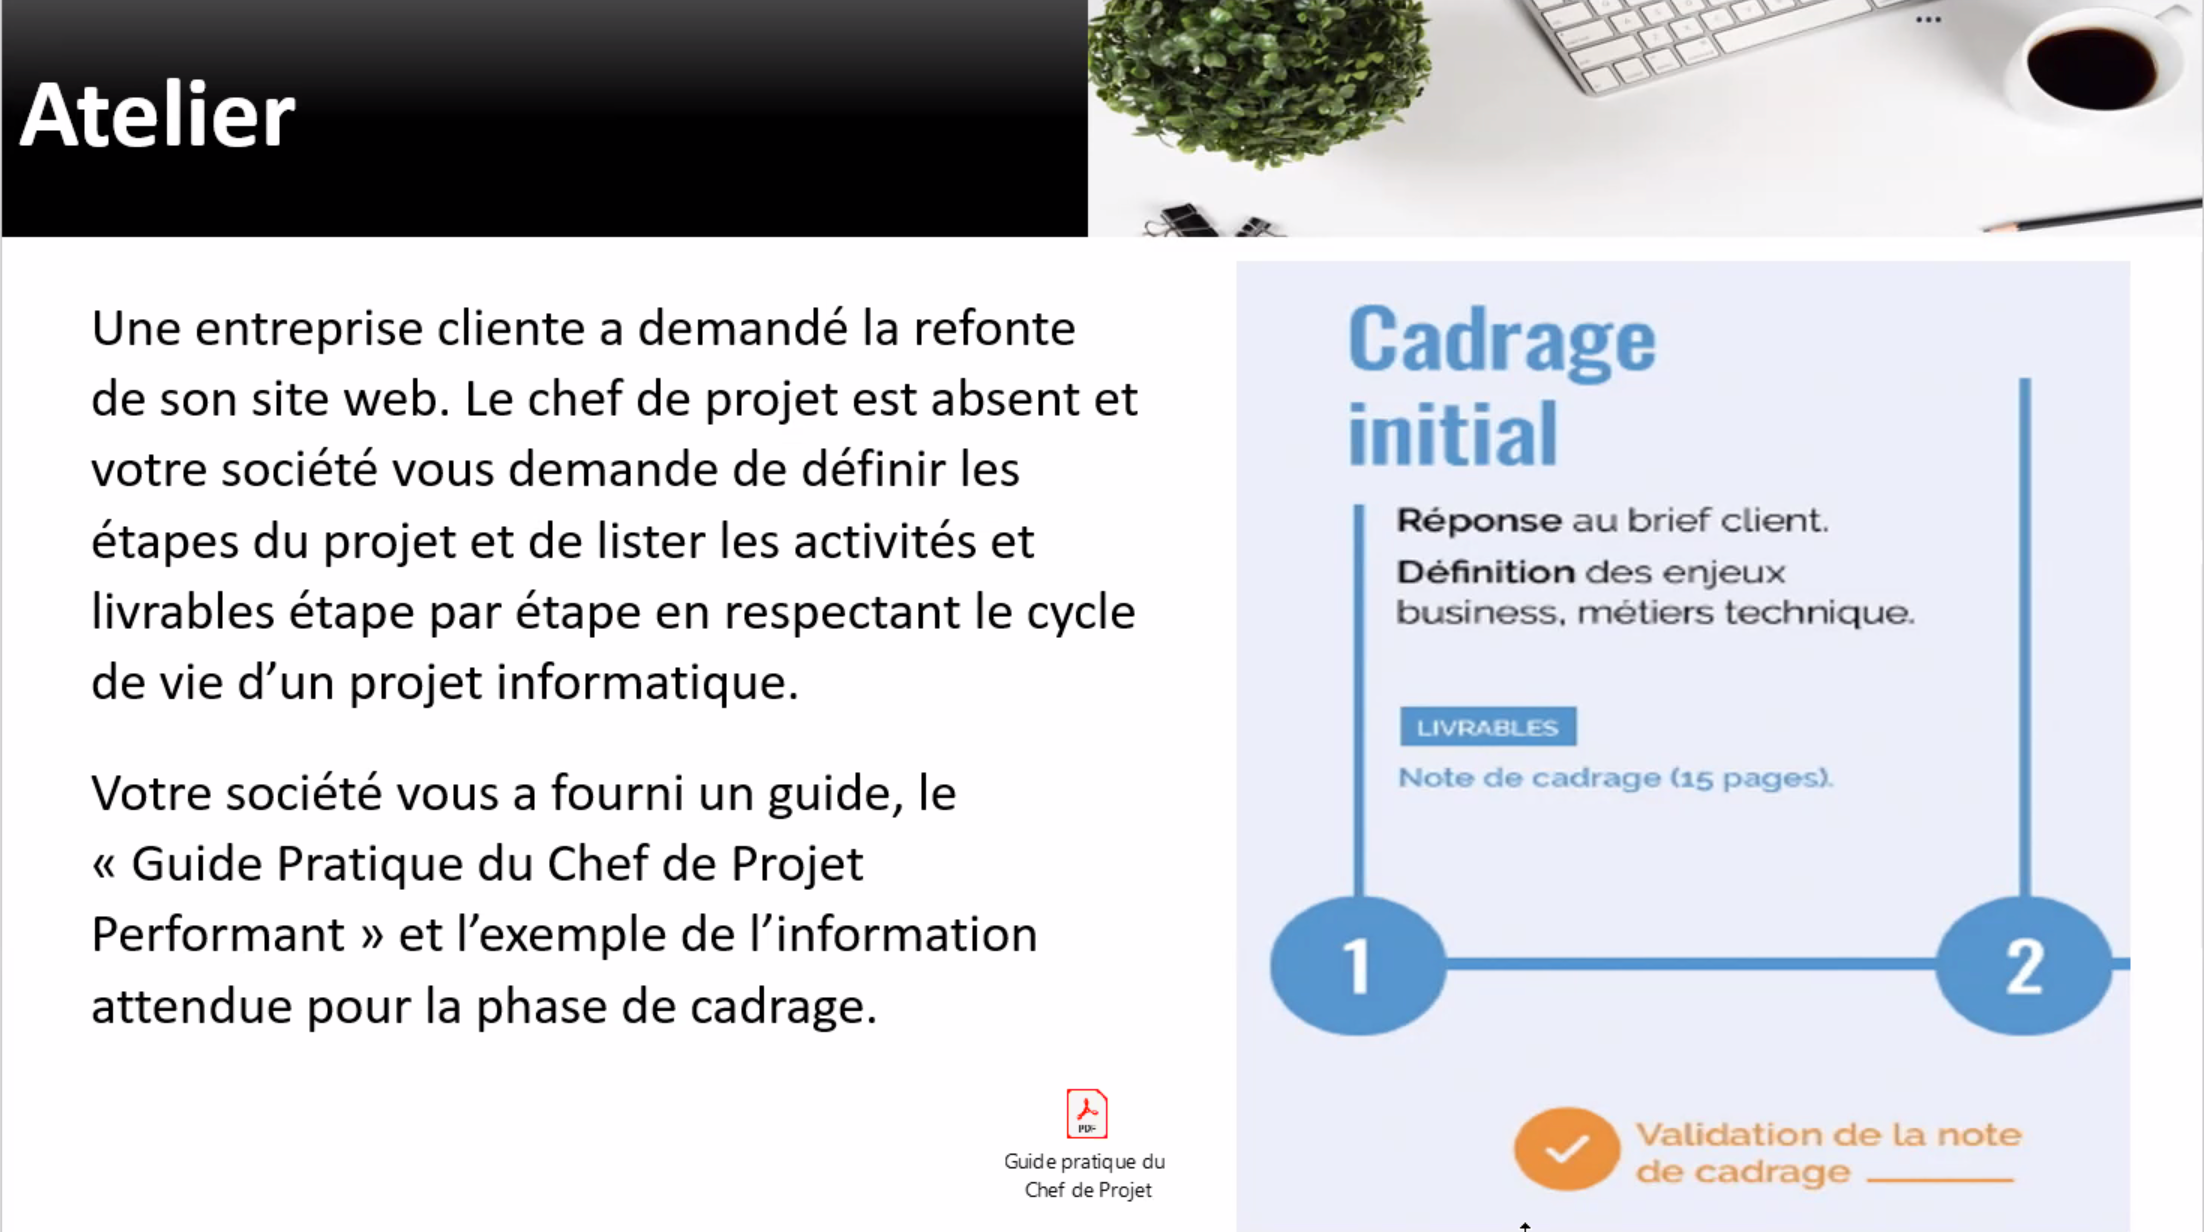 Atelier
Une entreprise cliente a demandé la refonte
de son site web. Le chef de projet est absent et
votre société vous demande de définir les
étapes du projet et de lister les activités et
livrables étape par étape en respectant le cycle
de vie d’un projet informatique.
Votre société vous a fourni un guide, le
« Guide Pratique du Chef de Projet
Performant » et l’exemple de l’information
attendue pour la phase de cadrage.
PDF
Guide pratique du
Chef de Projet
Cadrage
initial
Réponse au brief client.
Définition des enjeux
business, métiers technique.
LIVRABLES
Note de cadrage (15 pages).
1
2
Validation de la note
de cadrage